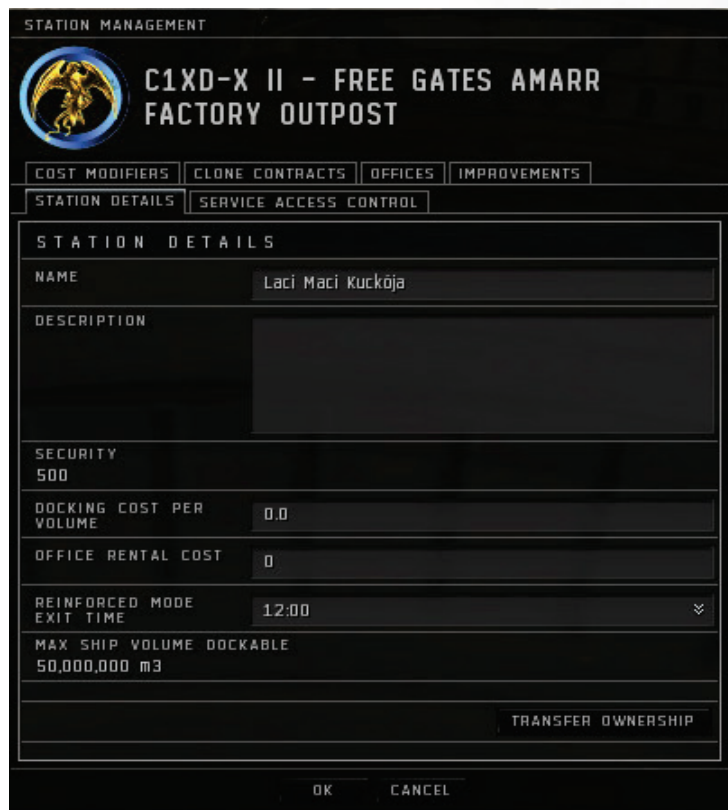 STATION MANAGEMENT
C1XD-X II - FREE GATES AMARR
FACTORY OUTPOST
COST MODIFIERS CLONE CONTRACTS OFFICES IMPROVEMENTS
STATION DETAILS SERVICE ACCESS CONTROL
STATION DETAILS
NAME Laci Maci Kuckója
DESCRIPTION
SECURITY
500
DOCKING COST PER
VOLUME 0.0
OFFICE RENTAL COST 0
REINFORCED MODE
EXIT TIME 12:00
MAX SHIP VOLUME DOCKABLE
50,000,000 m3
TRANSFER OWNERSHIP
OK CANCEL